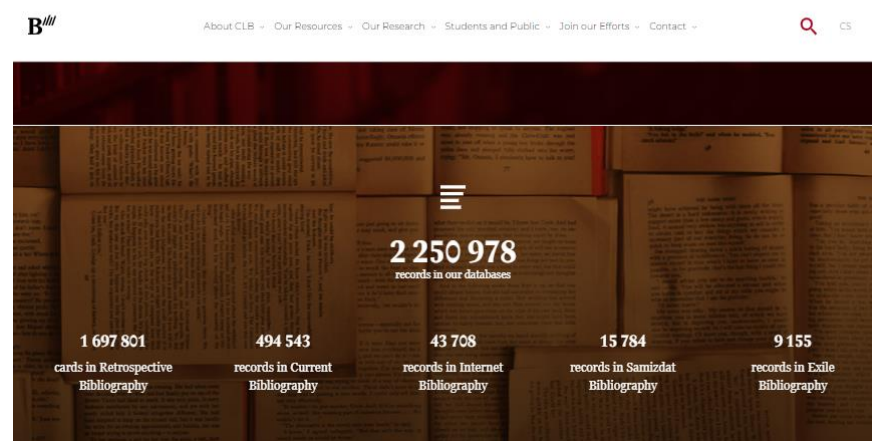 B
About CLB Our Resources Our Research Students and Public Join our Efforts Contact CS
2 250 978
records in our databases
1 697 801 494 543 43 708 15 784 9 155
cards in Retrospective records in Current records in Internet records in Samizdat records in Exile
Bibliography Bibliography Bibliography Bibliography Bibliography